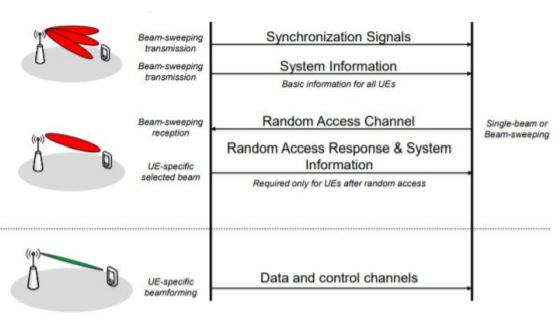 Beam-sweeping
transmission
Synchronization Signals
Beam-sweeping
transmission
System Information
Basic information for all UEs
Beam-sweeping
reception
Random Access Channel
Single-beam or
Beam-sweeping
UE-specific
selected beam
Random Access Response & System
Information
Required only for UEs after random access
UE-specific
beamforming
Data and control channels